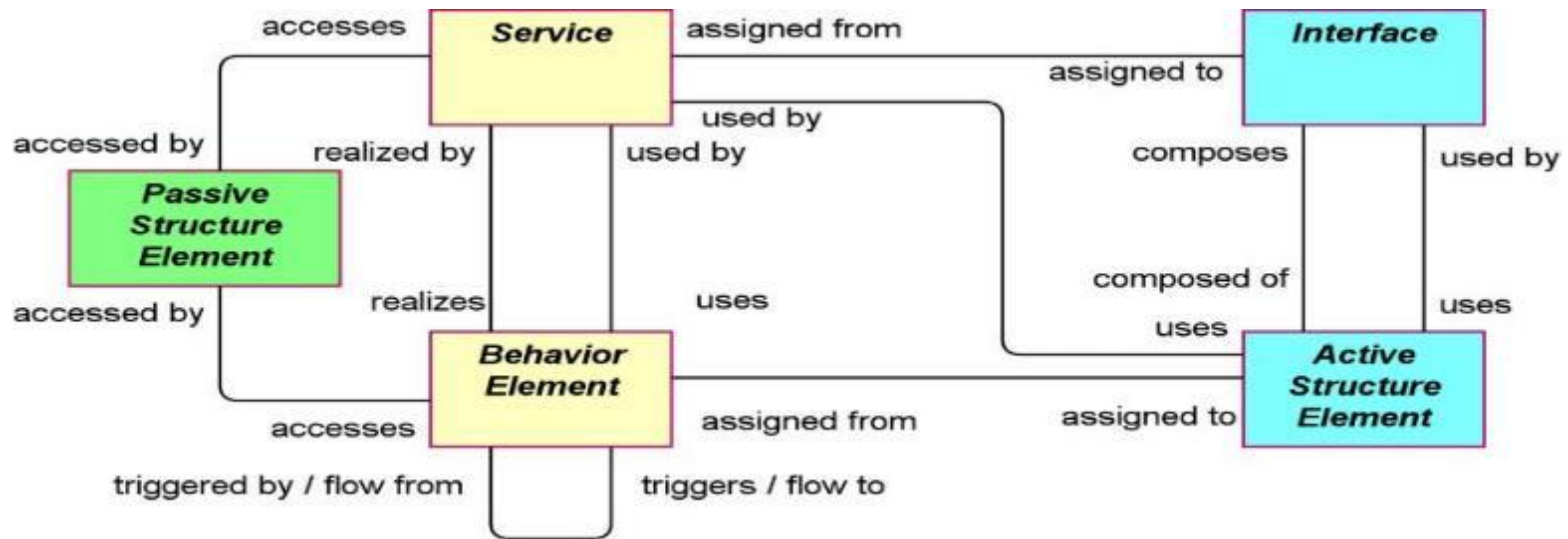 accesses
Service
assigned from
Interface
assigned to
used by
accessed by
realized by
used by
composes
used by
Passive
Structure
Element
composed of
accessed by
realizes
uses
uses
uses
Behavior
Element
Active
Structure
Element
accesses
assigned from
assigned to
triggered by / flow from
triggers / flow to